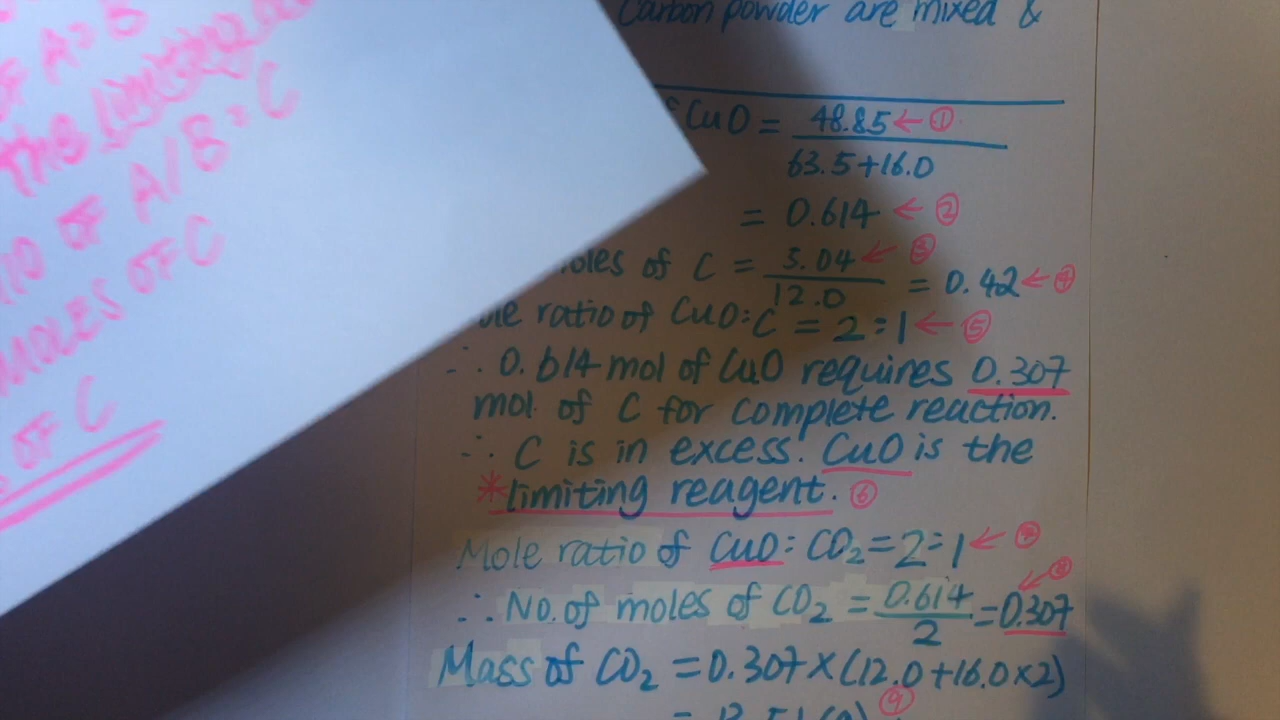 OF A = B
the limiting
OF A/B = C
MOLES OF C
OF C
Carbon powder are mixed &
CuO = 48.85 ← ①
63.5+16.0
= 0.614 ← ②
oles of C = 5.04 ← ③ = 0.42 ← ④
12.0
ole ratio of CuO:C = 2:1 ← ⑤
∴ 0.614 mol of CuO requires 0.307
mol of C for complete reaction.
∴ C is in excess. CuO is the
*limiting reagent. ⑥
Mole ratio of CuO:CO₂ = 2:1 ← ⑦
∴ No. of moles of CO₂ = 0.614 = 0.307 ← ⑧
2
Mass of CO₂ = 0.307×(12.0+16.0×2)
= 13.51(g) ⑨